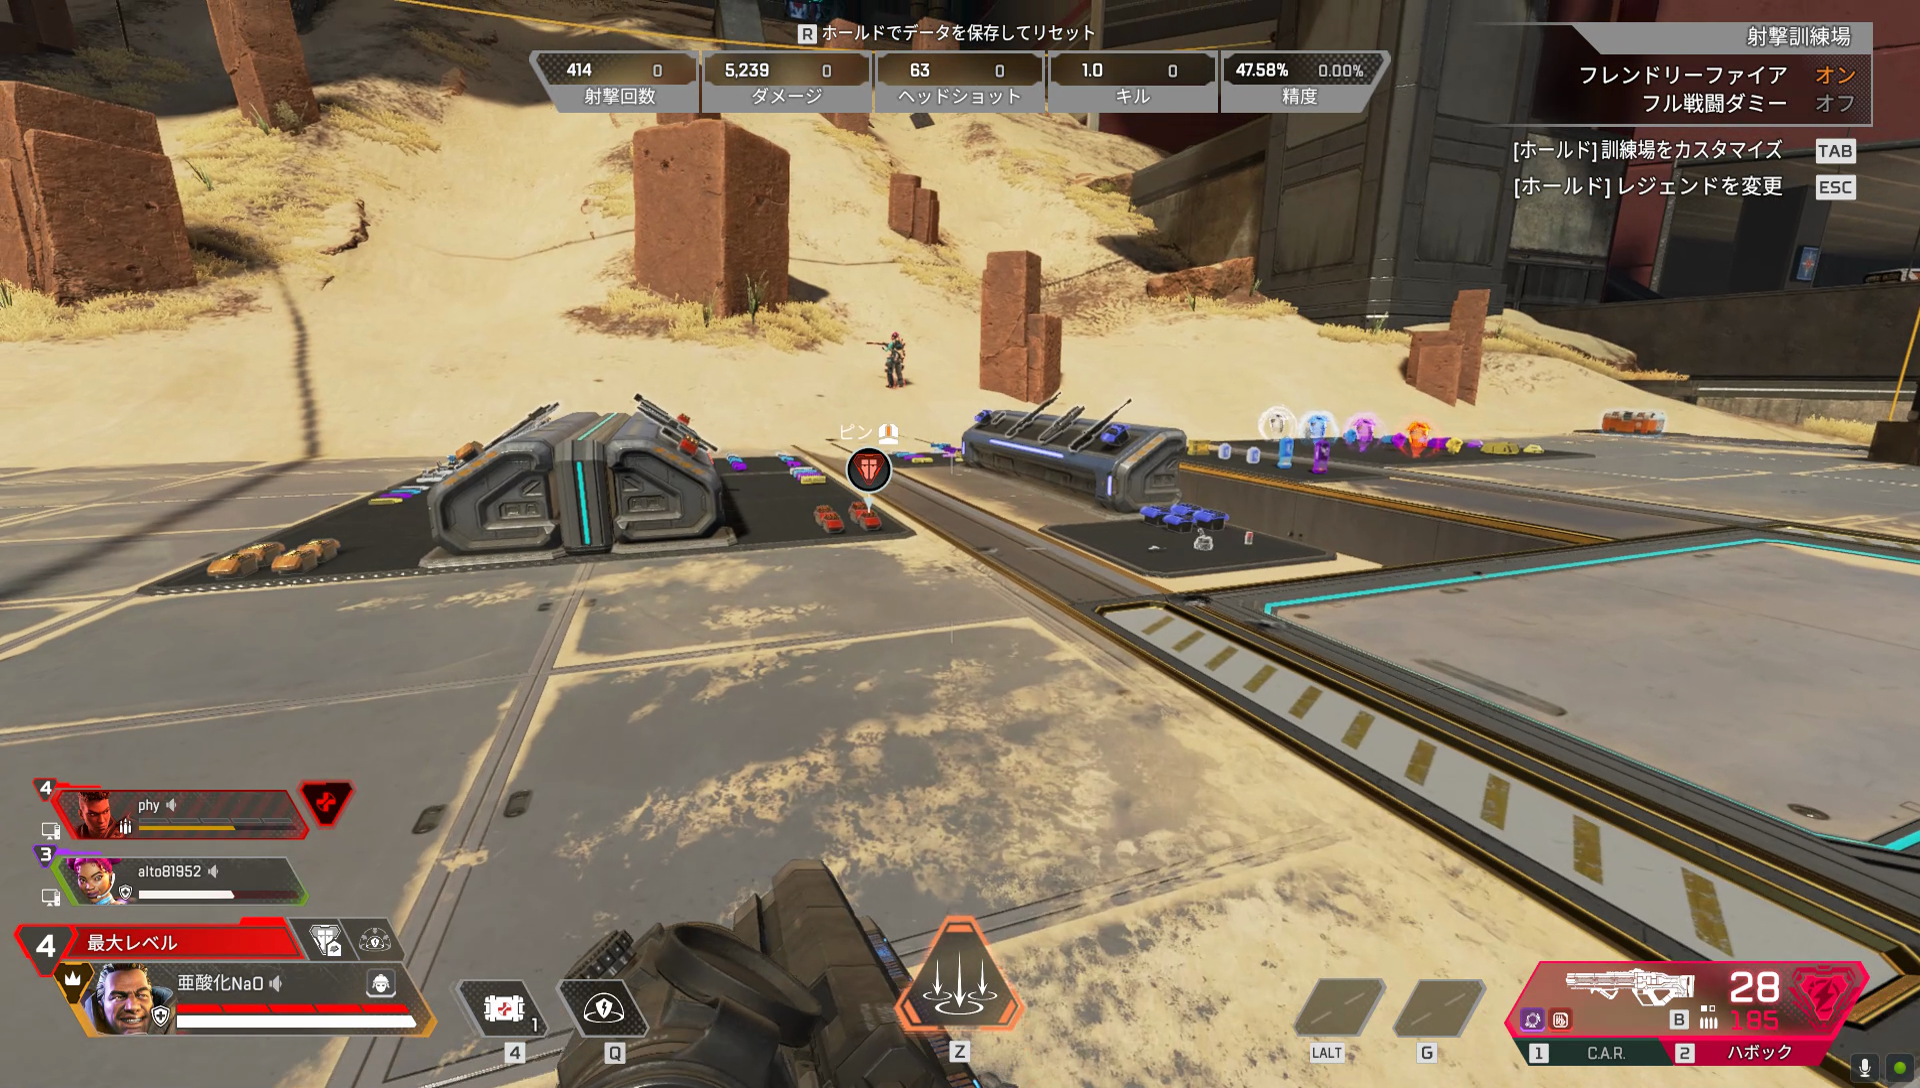 R ホールドでデータを保存してリセット
414 0 5,239 0 63 0 1.0 0 47.58% 0.00%
射撃回数 ダメージ ヘッドショット キル 精度
射撃訓練場
フレンドリーファイア オン
フル戦闘ダミー オフ
[ホールド]訓練場をカスタマイズ TAB
[ホールド]レジェンドを変更 ESC
ピン
4
phy
3
alto81952
4 最大レベル
亜酸化NaO
1
4 Q Z LALT G
28
B 185
1 C.A.R. 2 ハボック